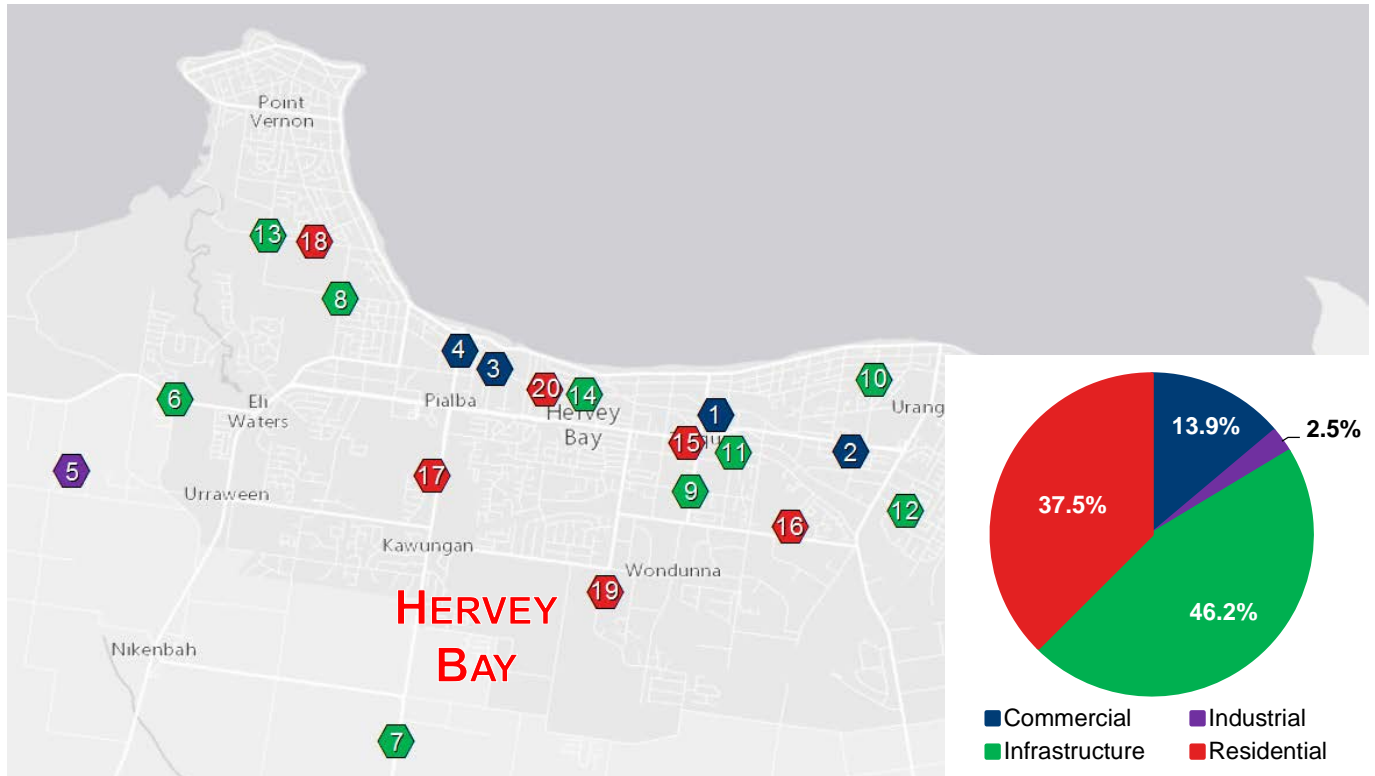 Point
Vernon
13
18
8
4
3
20
14
10
6
Eli
Waters
Pialba
Hervey
Bay
1
Urang
15
11
2
5
17
9
Urraween
12
16
Kawungan
Wondunna
19
HERVEY
BAY
Nikenbah
7
13.9%
2.5%
37.5%
46.2%
Commercial
Industrial
Infrastructure
Residential